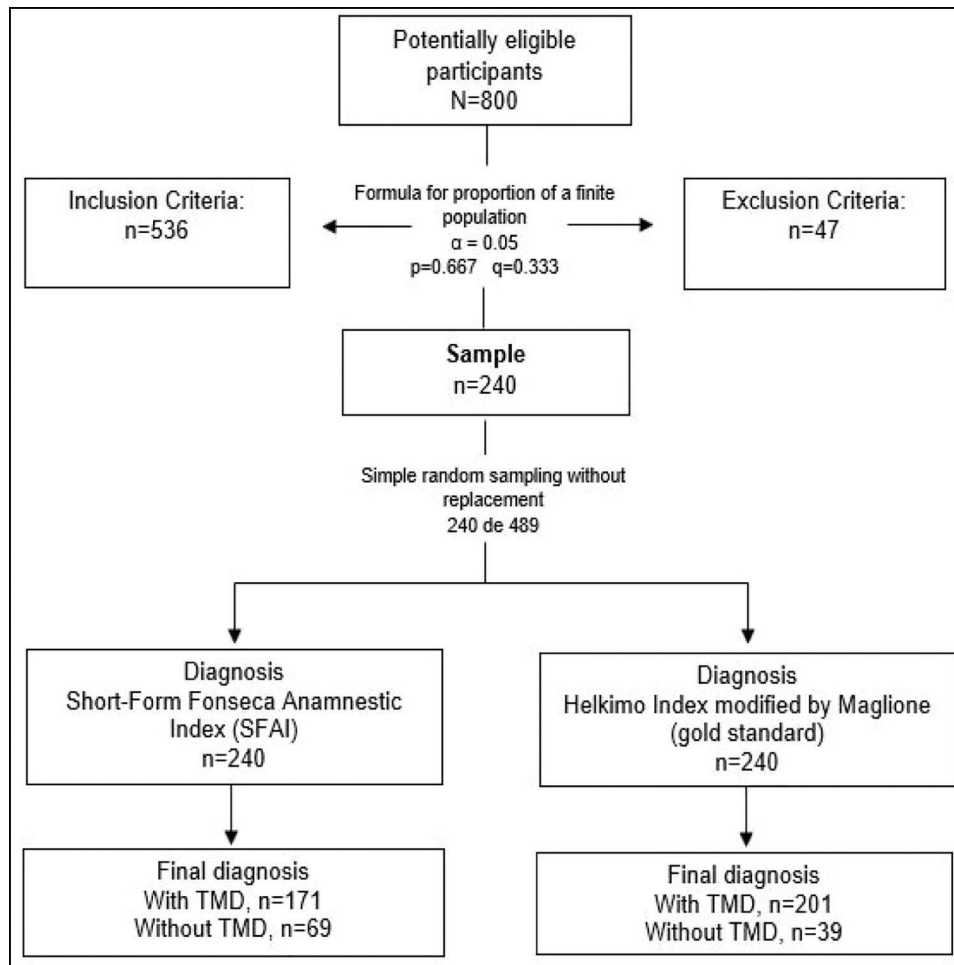 Potentially eligible
participants
N=800
Inclusion Criteria:
n=536
Formula for proportion of a finite
population
α = 0.05
p=0.667 q=0.333
Exclusion Criteria:
n=47
Sample
n=240
Simple random sampling without
replacement
240 de 489
Diagnosis
Short-Form Fonseca Anamnestic
Index (SFAI)
n=240
Diagnosis
Helkimo Index modified by Maglione
(gold standard)
n=240
Final diagnosis
With TMD, n=171
Without TMD, n=69
Final diagnosis
With TMD, n=201
Without TMD, n=39